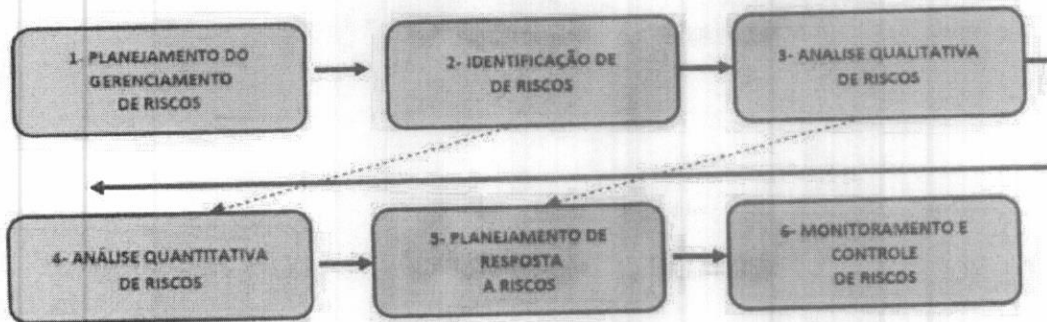 1- PLANEJAMENTO DO
GERENCIAMENTO
DE RISCOS
2- IDENTIFICAÇÃO DE
DE RISCOS
3- ANALISE QUALITATIVA
DE RISCOS
4- ANÁLISE QUANTITATIVA
DE RISCOS
5- PLANEJAMENTO DE
RESPOSTA
A RISCOS
6- MONITORAMENTO E
CONTROLE
DE RISCOS